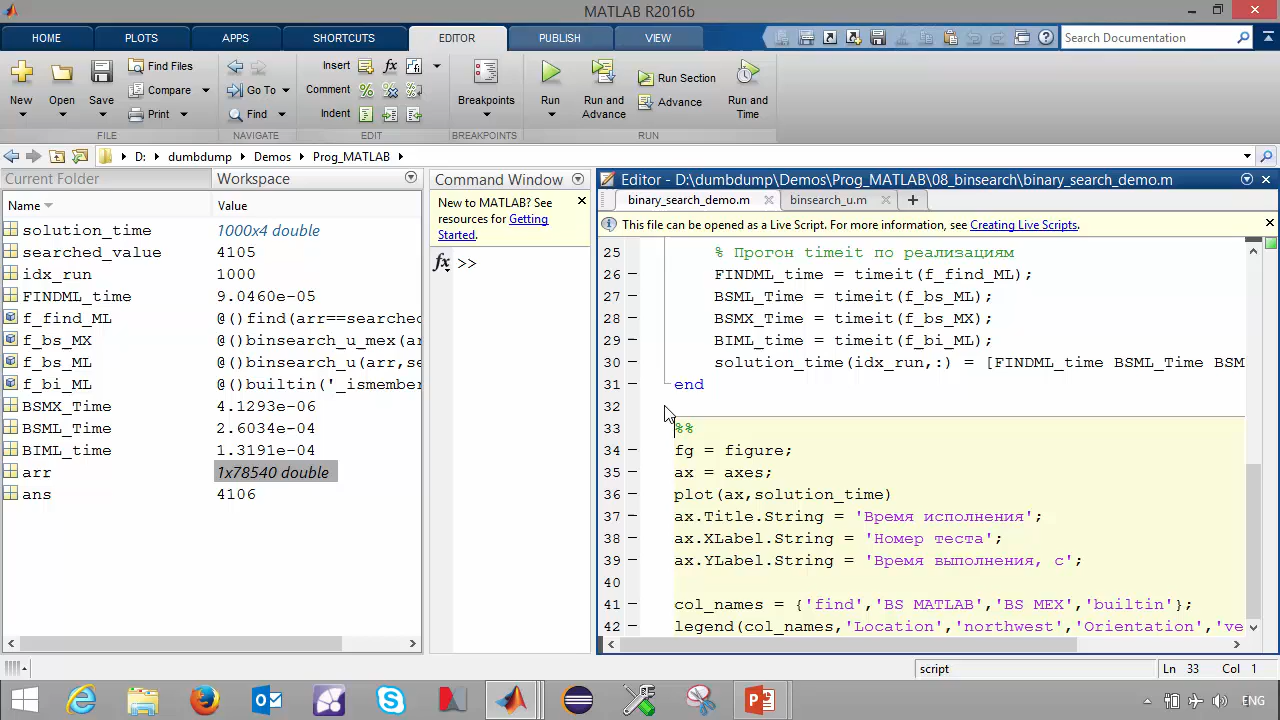 MATLAB R2016b
HOME PLOTS APPS SHORTCUTS EDITOR PUBLISH VIEW Search Documentation
New Open Save Find Files Compare Print Go To Find Insert Comment Indent Breakpoints Run Run and Advance Run Section Advance Run and Time
FILE NAVIGATE EDIT BREAKPOINTS RUN
D: dumbdump Demos Prog_MATLAB
Current Folder Workspace
Name Value
solution_time 1000x4 double
searched_value 4105
idx_run 1000
FINDML_time 9.0460e-05
f_find_ML @()find(arr==searched
f_bs_MX @()binsearch_u_mex(ar
f_bs_ML @()binsearch_u(arr,se
f_bi_ML @()builtin('_ismember
BSMX_Time 4.1293e-06
BSML_Time 2.6034e-04
BIML_time 1.3191e-04
arr 1x78540 double
ans 4106
Command Window
New to MATLAB? See
resources for Getting
Started.
fx >>
Editor - D:\dumbdump\Demos\Prog_MATLAB\08_binsearch\binary_search_demo.m
binary_search_demo.m binsearch_u.m
This file can be opened as a Live Script. For more information, see Creating Live Scripts.
25 % Прогон timeit по реализациям
26 FINDML_time = timeit(f_find_ML);
27 BSML_Time = timeit(f_bs_ML);
28 BSMX_Time = timeit(f_bs_MX);
29 BIML_time = timeit(f_bi_ML);
30 solution_time(idx_run,:) = [FINDML_time BSML_Time BSM
31 end
32
33 %%
34 fg = figure;
35 ax = axes;
36 plot(ax,solution_time)
37 ax.Title.String = 'Время исполнения';
38 ax.XLabel.String = 'Номер теста';
39 ax.YLabel.String = 'Время выполнения, с';
40
41 col_names = {'find','BS MATLAB','BS MEX','builtin'};
42 legend(col_names,'Location','northwest','Orientation','ve
script Ln 33 Col 1
ENG